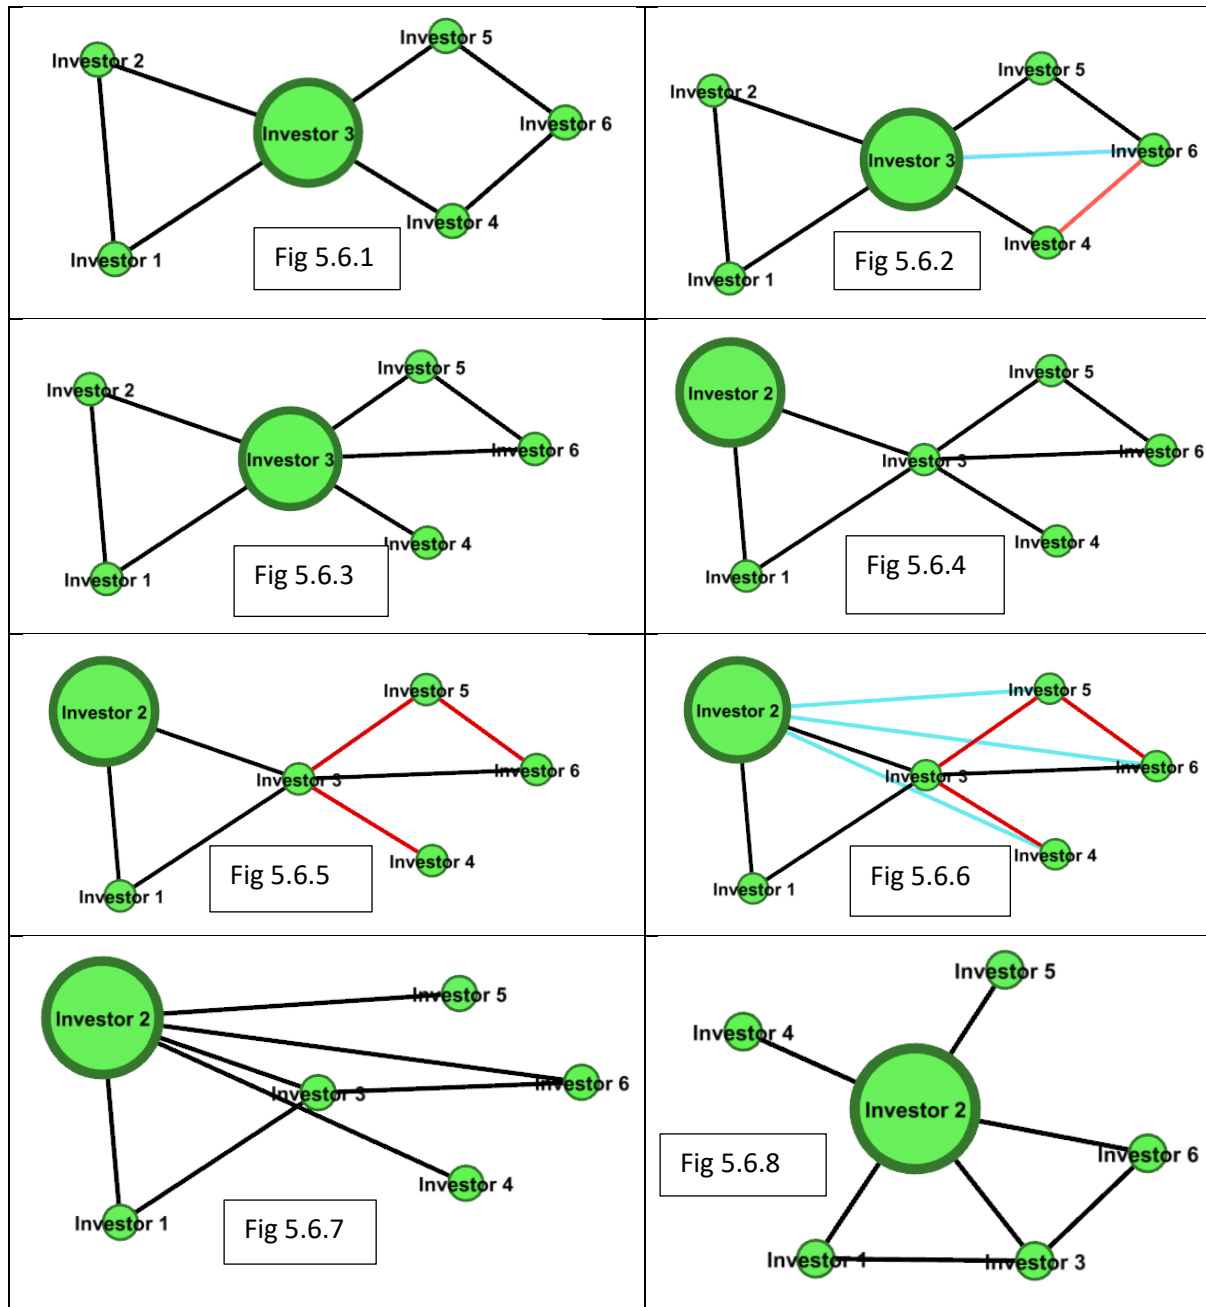 Investor 5
Investor 2
Investor 6
Investor 3
Investor 4
Investor 1
Fig 5.6.1
Investor 5
Investor 2
Investor 6
Investor 3
Investor 4
Investor 1
Fig 5.6.2
Investor 5
Investor 2
Investor 6
Investor 3
Investor 4
Investor 1
Fig 5.6.3
Investor 5
Investor 2
Investor 6
Investor 3
Investor 4
Investor 1
Fig 5.6.4
Investor 5
Investor 2
Investor 6
Investor 3
Investor 4
Investor 1
Fig 5.6.5
Investor 5
Investor 2
Investor 6
Investor 3
Investor 4
Investor 1
Fig 5.6.6
Investor 5
Investor 2
Investor 6
Investor 3
Investor 4
Investor 1
Fig 5.6.7
Investor 5
Investor 4
Investor 2
Investor 6
Fig 5.6.8
Investor 1
Investor 3